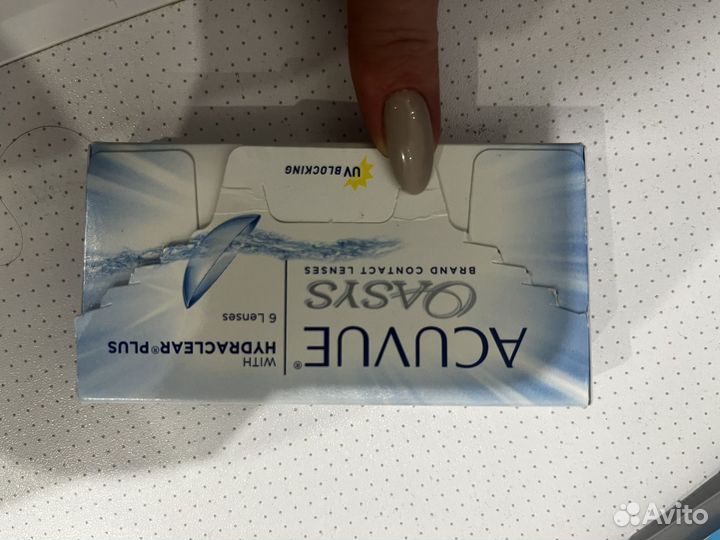 ACUVUE®
OASYS
BRAND CONTACT LENSES
WITH
HYDRACLEAR® PLUS
6 Lenses
UV BLOCKING
Avito